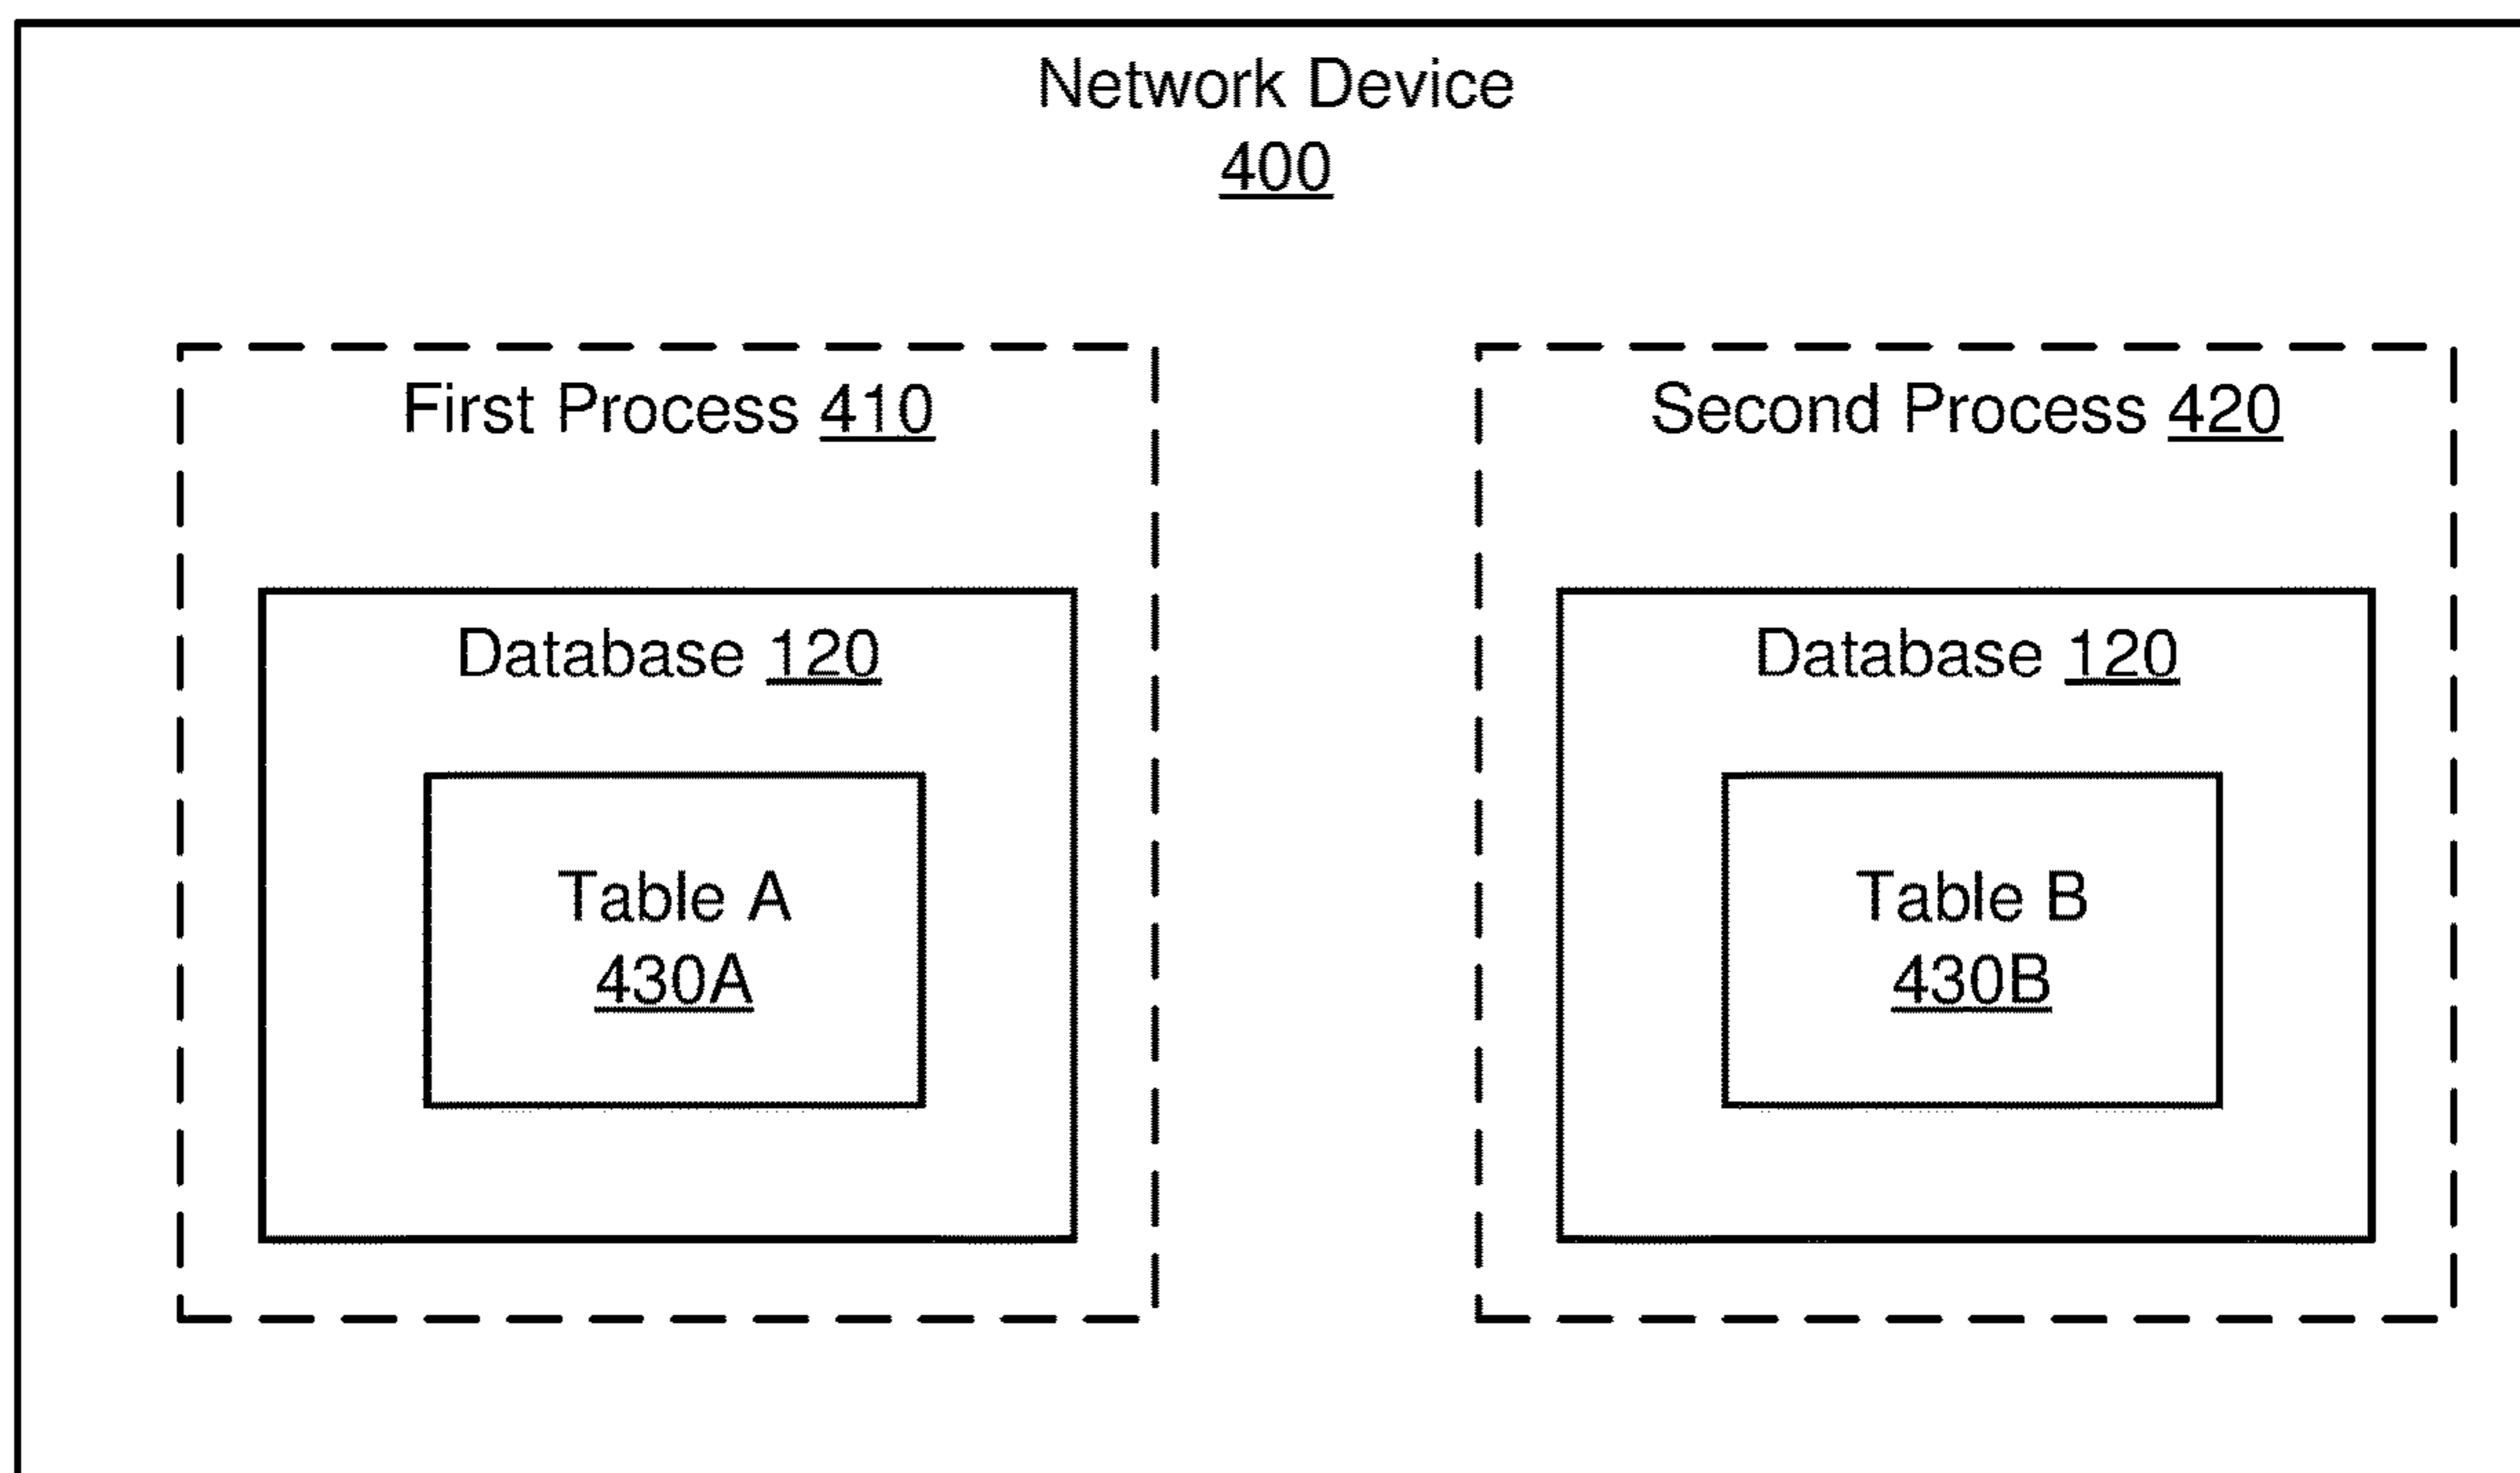 Network Device
400
First Process 410
Second Process 420
Database 120
Database 120
Table A
430A
Table B
430B